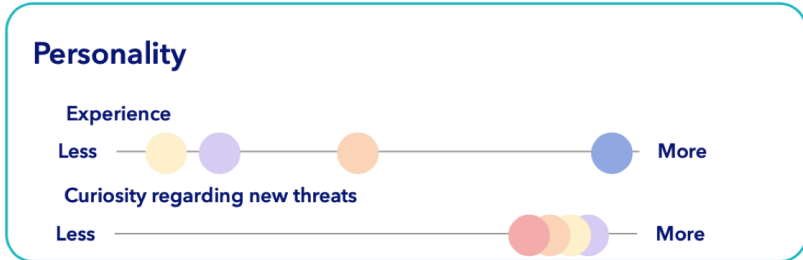 Personality
Experience
Less More
Curiosity regarding new threats
Less More